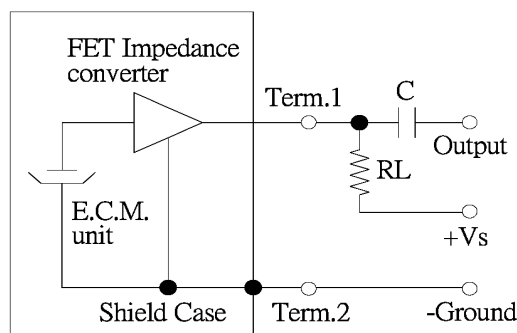 FET Impedance
converter
Term.1
C
Output
RL
E.C.M.
unit
+Vs
Shield Case
Term.2
-Ground